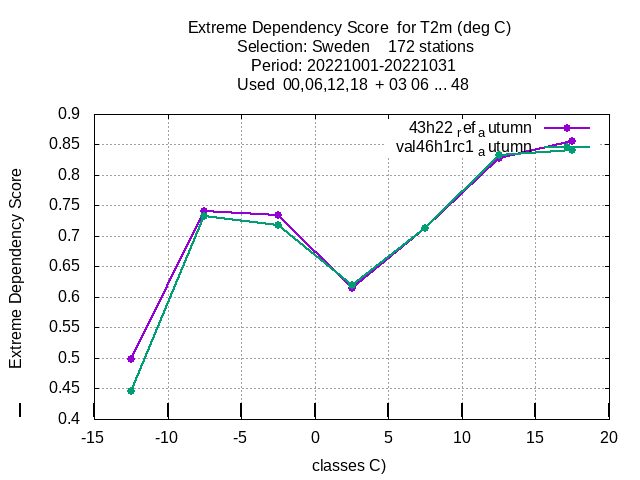 Extreme Dependency Score for T2m (deg C)
Selection: Sweden 172 stations
Period: 20221001-20221031
Used 00,06,12,18 + 03 06 ... 48
0.9
0.85
0.8
0.75
0.7
0.65
0.6
0.55
0.5
0.45
0.4
Extreme Dependency Score
43h22 ref a utumn
val46h1rc1 a utumn
-15 -10 -5 0 5 10 15 20
classes C)